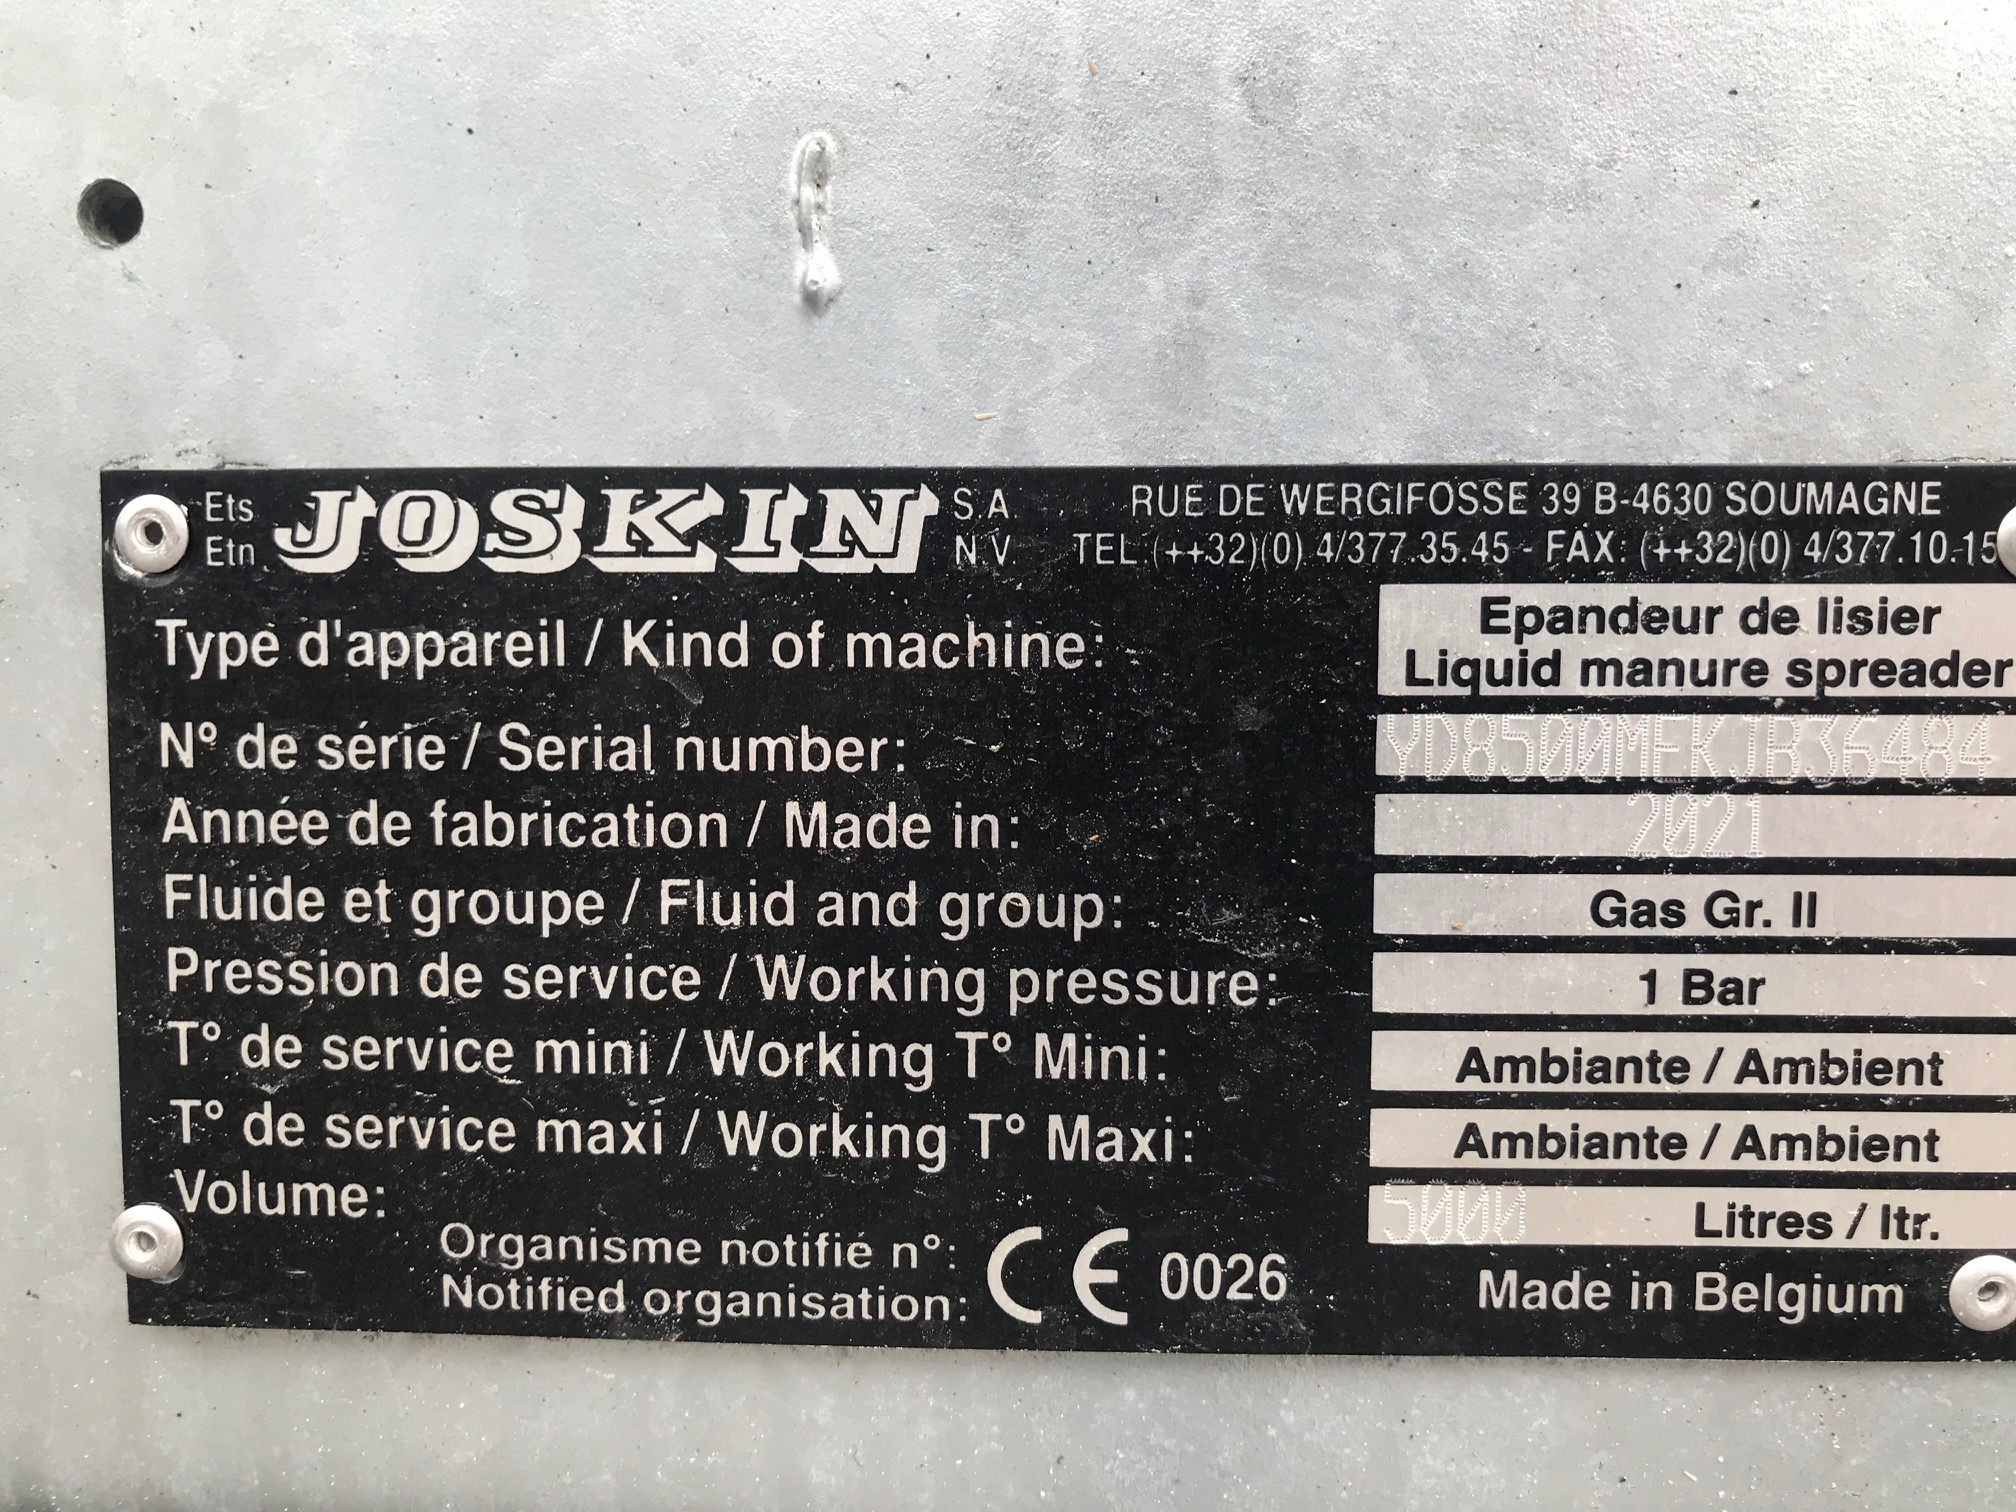 Ets JOSKIN S.A. RUE DE WERGIFOSSE 39 B-4630 SOUMAGNE
Etn. N.V. TEL.(++32)(0) 4/377.35.45 - FAX: (++32)(0) 4/377.10.15
Type d'appareil / Kind of machine: Epandeur de lisier
Liquid manure spreader
N° de série / Serial number: YD8500MEKJB36484
Année de fabrication / Made in: 2021
Fluide et groupe / Fluid and group: Gas Gr. II
Pression de service / Working pressure: 1 Bar
T° de service mini / Working T° Mini: Ambiante / Ambient
T° de service maxi / Working T° Maxi: Ambiante / Ambient
Volume: 5000 Litres / ltr.
Organisme notifié n°: CE 0026
Notified organisation:
Made in Belgium